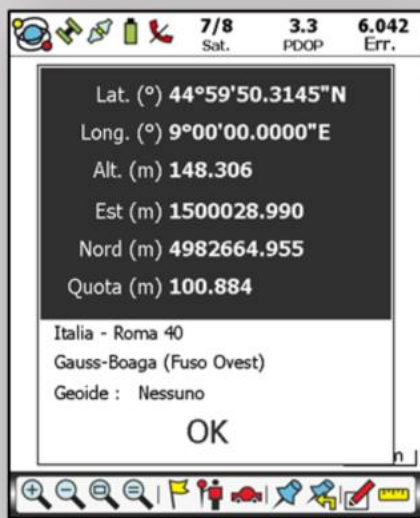 7/8 3.3 6.042
Sat. PDOP Err.
Lat. (°) 44°59'50.3145"N
Long. (°) 9°00'00.0000"E
Alt. (m) 148.306
Est (m) 1500028.990
Nord (m) 4982664.955
Quota (m) 100.884
Italia - Roma 40
Gauss-Boaga (Fuso Ovest)
Geoide : Nessuno
OK
n